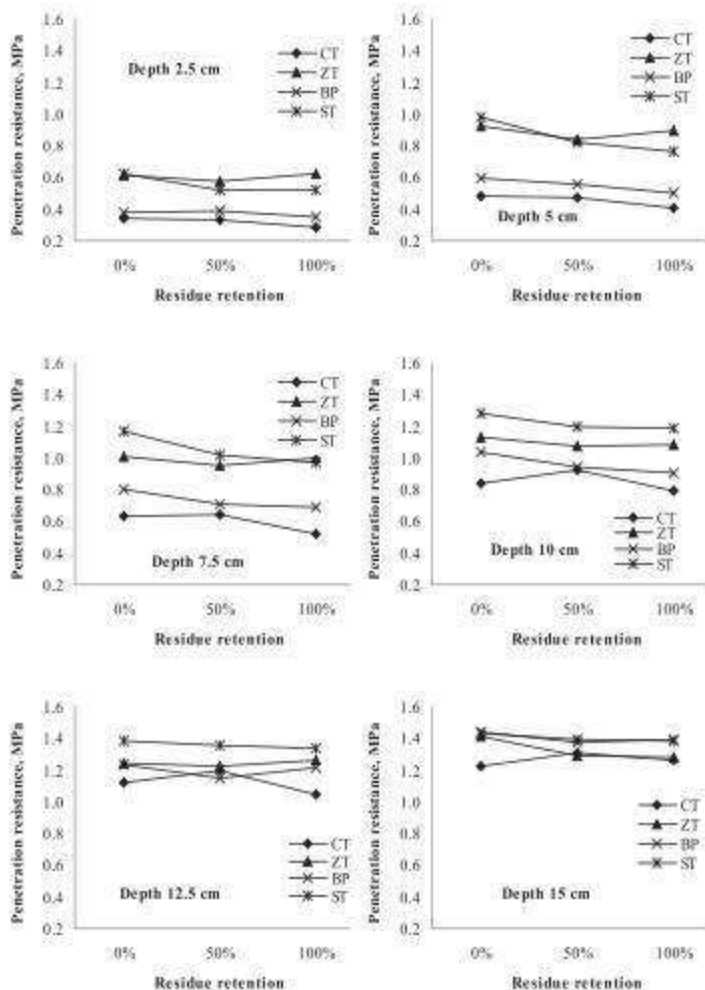 1.6
1.4
1.2
1.0
0.8
0.6
0.4
0.2
Penetration resistance, MPa
Depth 2.5 cm
CT
ZT
BP
ST
0% 50% 100%
Residue retention
1.6
1.4
1.2
1.0
0.8
0.6
0.4
0.2
Penetration resistance, MPa
CT
ZT
BP
ST
Depth 5 cm
0% 50% 100%
Residue retention
1.6
1.4
1.2
1.0
0.8
0.6
0.4
0.2
Penetration resistance, MPa
CT
ZT
BP
ST
Depth 7.5 cm
0% 50% 100%
Residue retention
1.6
1.4
1.2
1.0
0.8
0.6
0.4
0.2
Penetration resistance, MPa
CT
ZT
BP
ST
Depth 10 cm
0% 50% 100%
Residue retention
1.6
1.4
1.2
1.0
0.8
0.6
0.4
0.2
Penetration resistance, MPa
CT
ZT
BP
ST
Depth 12.5 cm
0% 50% 100%
Residue retention
1.6
1.4
1.2
1.0
0.8
0.6
0.4
0.2
Penetration resistance, MPa
CT
ZT
BP
ST
Depth 15 cm
0% 50% 100%
Residue retention